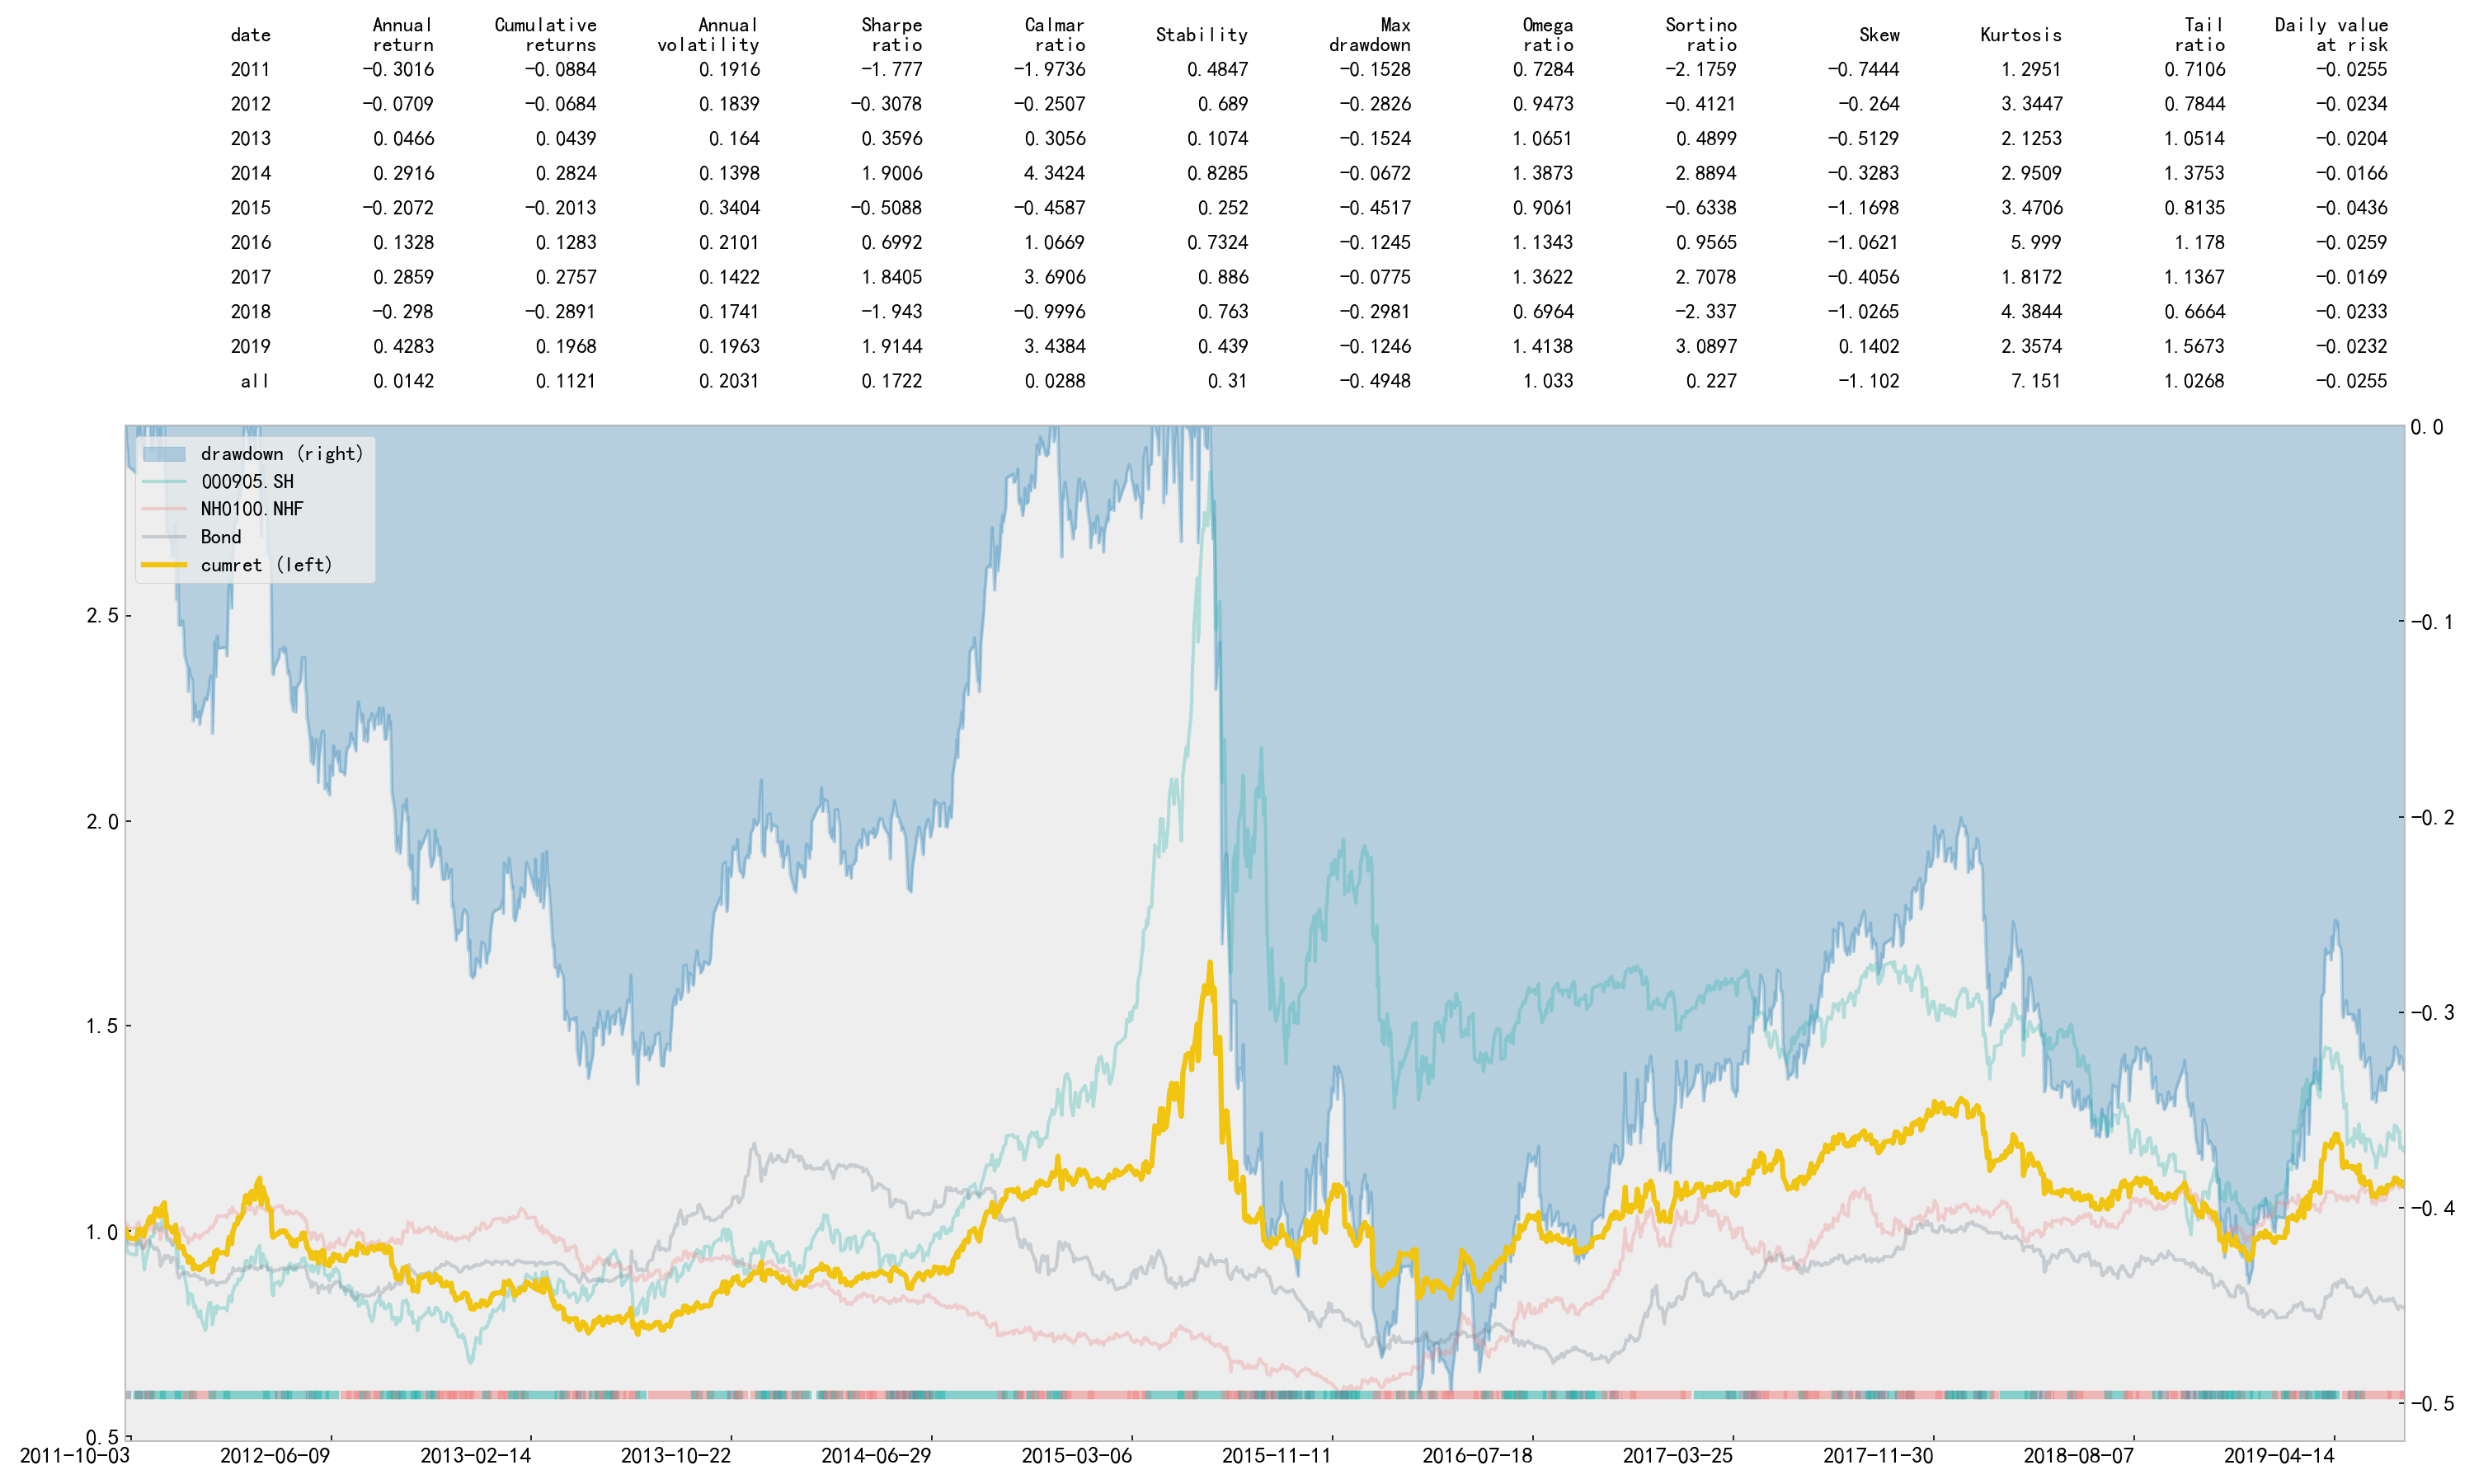 date Annual return Cumulative returns Annual volatility Sharpe ratio Calmar ratio Stability Max drawdown Omega ratio Sortino ratio Skew Kurtosis Tail ratio Daily value at risk
2011 -0.3016 -0.0884 0.1916 -1.777 -1.9736 0.4847 -0.1528 0.7284 -2.1759 -0.7444 1.2951 0.7106 -0.0255
2012 -0.0709 -0.0684 0.1839 -0.3078 -0.2507 0.689 -0.2826 0.9473 -0.4121 -0.264 3.3447 0.7844 -0.0234
2013 0.0466 0.0439 0.164 0.3596 0.3056 0.1074 -0.1524 1.0651 0.4899 -0.5129 2.1253 1.0514 -0.0204
2014 0.2916 0.2824 0.1398 1.9006 4.3424 0.8285 -0.0672 1.3873 2.8894 -0.3283 2.9509 1.3753 -0.0166
2015 -0.2072 -0.2013 0.3404 -0.5088 -0.4587 0.252 -0.4517 0.9061 -0.6338 -1.1698 3.4706 0.8135 -0.0436
2016 0.1328 0.1283 0.2101 0.6992 1.0669 0.7324 -0.1245 1.1343 0.9565 -1.0621 5.999 1.178 -0.0259
2017 0.2859 0.2757 0.1422 1.8405 3.6906 0.886 -0.0775 1.3622 2.7078 -0.4056 1.8172 1.1367 -0.0169
2018 -0.298 -0.2891 0.1741 -1.943 -0.9996 0.763 -0.2981 0.6964 -2.337 -1.0265 4.3844 0.6664 -0.0233
2019 0.4283 0.1968 0.1963 1.9144 3.4384 0.439 -0.1246 1.4138 3.0897 0.1402 2.3574 1.5673 -0.0232
all 0.0142 0.1121 0.2031 0.1722 0.0288 0.31 -0.4948 1.033 0.227 -1.102 7.151 1.0268 -0.0255
drawdown (right)
000905.SH
NH0100.NHF
Bond
cumret (left)
2.5
2.0
1.5
1.0
0.5
0.0
-0.1
-0.2
-0.3
-0.4
-0.5
2011-10-03 2012-06-09 2013-02-14 2013-10-22 2014-06-29 2015-03-06 2015-11-11 2016-07-18 2017-03-25 2017-11-30 2018-08-07 2019-04-14